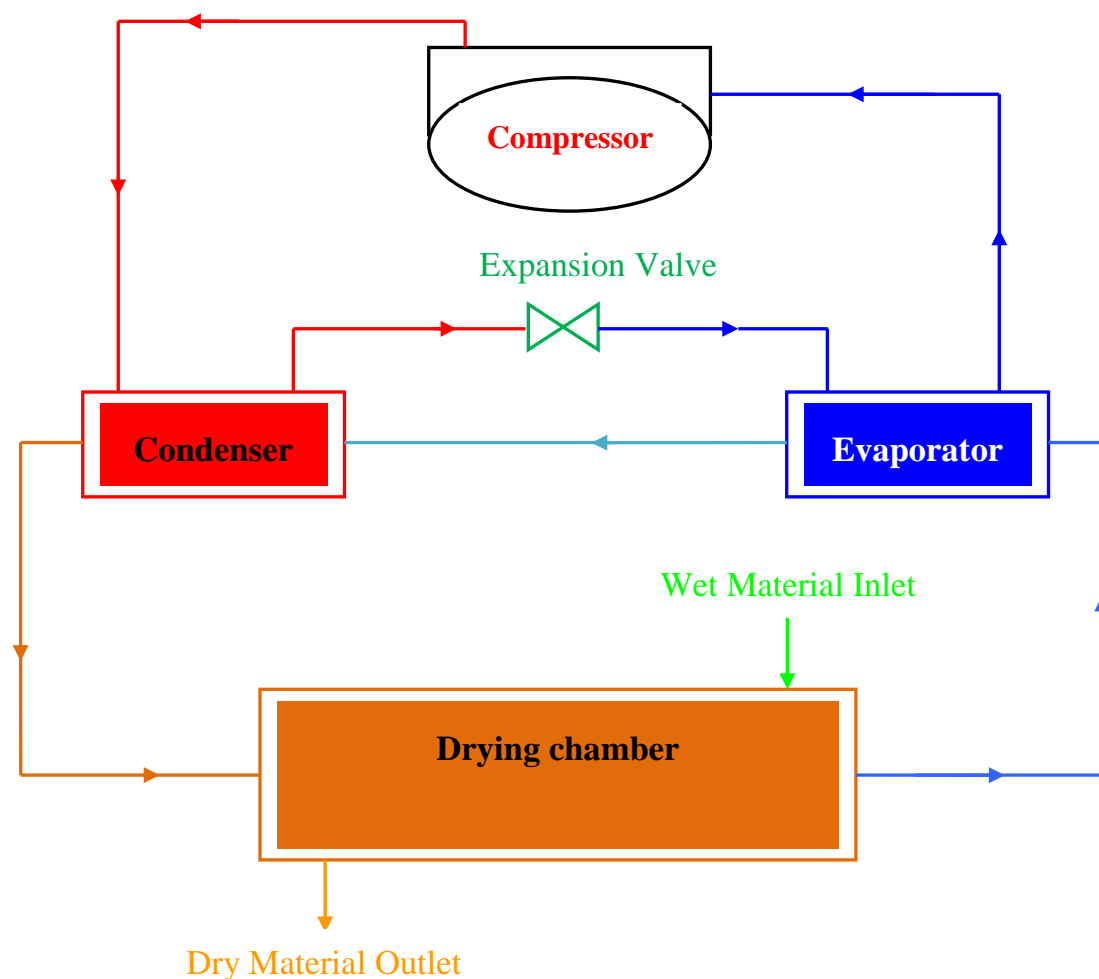 Compressor
Expansion Valve
Condenser
Evaporator
Wet Material Inlet
Drying chamber
Dry Material Outlet